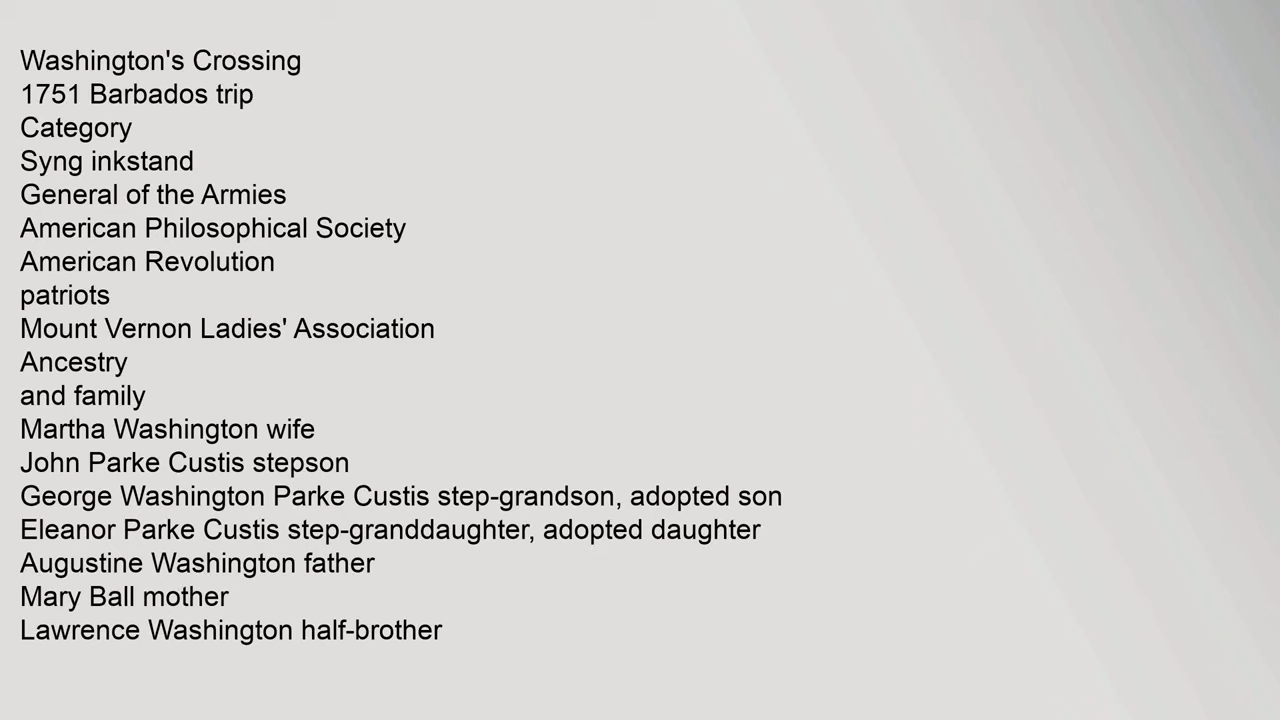 Washington's Crossing
1751 Barbados trip
Category
Syng inkstand
General of the Armies
American Philosophical Society
American Revolution
patriots
Mount Vernon Ladies' Association
Ancestry
and family
Martha Washington wife
John Parke Custis stepson
George Washington Parke Custis step-grandson, adopted son
Eleanor Parke Custis step-granddaughter, adopted daughter
Augustine Washington father
Mary Ball mother
Lawrence Washington half-brother